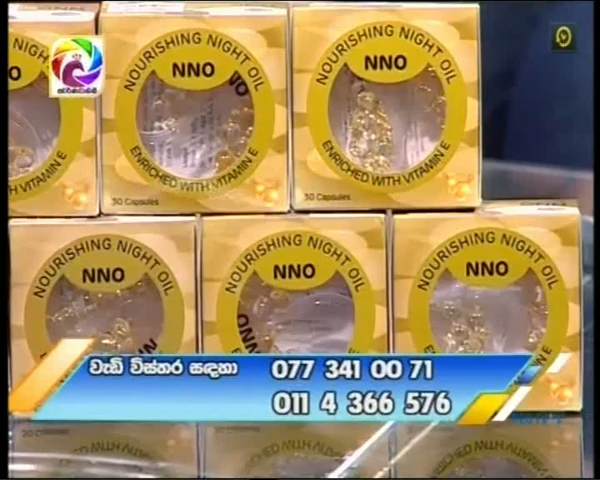 NOURISHING NIGHT OIL
NNO
ENRICHED WITH VITAMIN E
30 Capsules
NOURISHING NIGHT OIL
NNO
ENRICHED WITH VITAMIN E
30 Capsules
NOURISHING NIGHT OIL
NNO
NOURISHING NIGHT OIL
NNO
NOURISHING NIGHT OIL
NNO
වැඩි විස්තර සඳහා
077 341 00 71
011 4 366 576